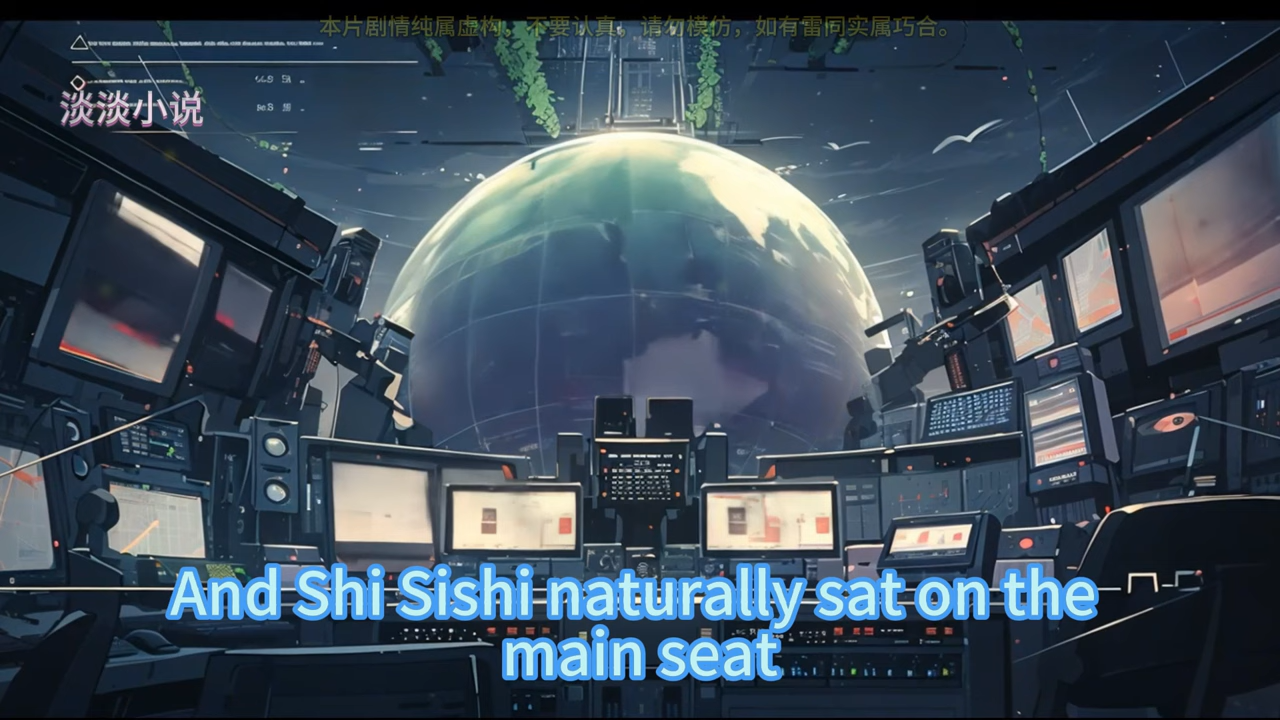 本片剧情纯属虚构，不要认真，请勿模仿，如有雷同实属巧合。
淡淡小说
And Shi Sishi naturally sat on the
main seat